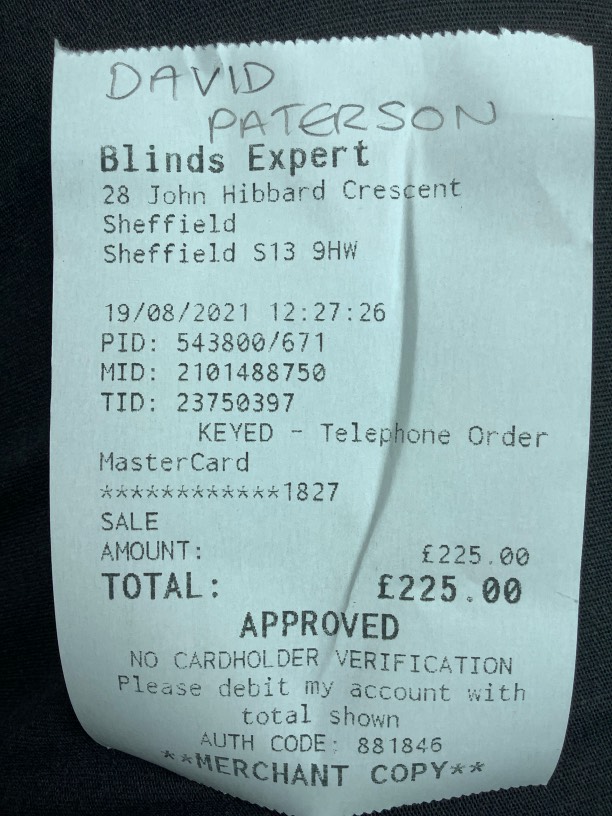 DAVID
PATERSON
Blinds Expert
28 John Hibbard Crescent
Sheffield
Sheffield S13 9HW
19/08/2021 12:27:26
PID: 543800/671
MID: 2101488750
TID: 23750397
KEYED - Telephone Order
MasterCard
************1827
SALE
AMOUNT: £225.00
TOTAL: £225.00
APPROVED
NO CARDHOLDER VERIFICATION
Please debit my account with
total shown
AUTH CODE: 881846
**MERCHANT COPY**